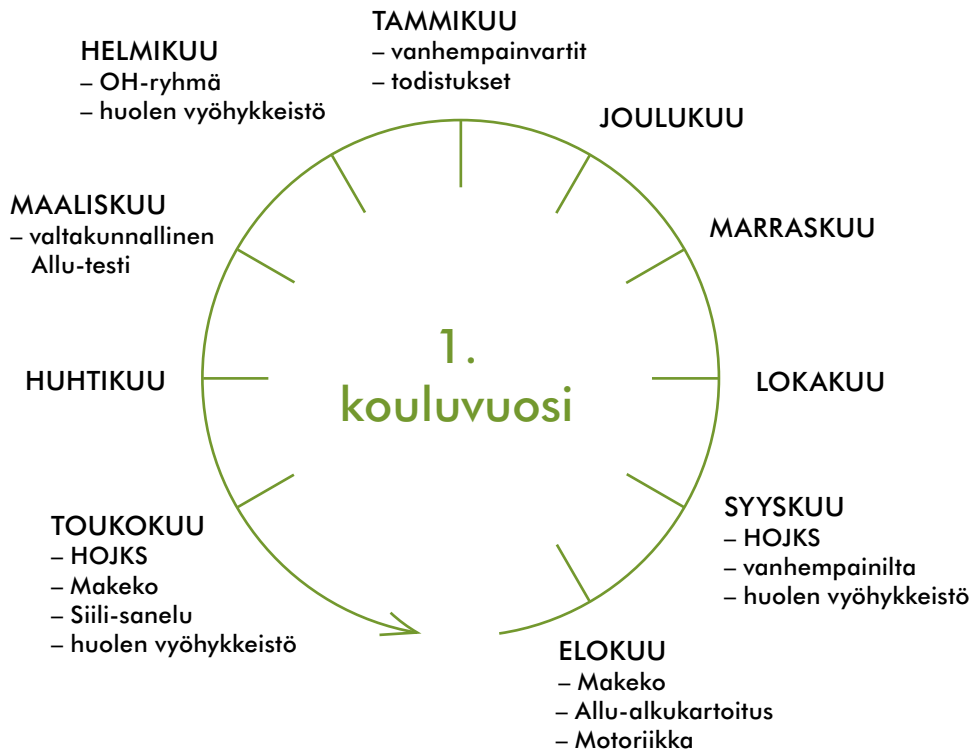 TAMMIKUU
– vanhempainvartit
– todistukset
HELMIKUU
– OH-ryhmä
– huolen vyöhykkeistö
JOULUKUU
MAALISKUU
– valtakunnallinen
Allu-testi
MARRASKUU
1.
kouluvuosi
HUHTIKUU
LOKAKUU
TOUKOKUU
– HOJKS
– Makeko
– Siili-sanelu
– huolen vyöhykkeistö
SYYSKUU
– HOJKS
– vanhempainilta
– huolen vyöhykkeistö
ELOKUU
– Makeko
– Allu-alkukartoitus
– Motoriikka